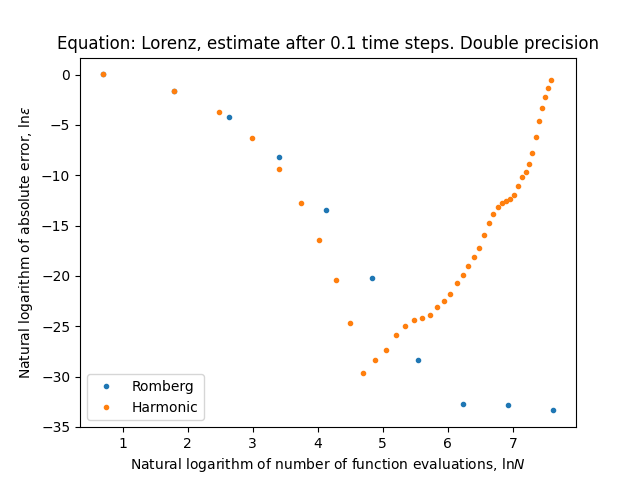 Equation: Lorenz, estimate after 0.1 time steps. Double precision
Natural logarithm of absolute error, lnε
0
−5
−10
−15
−20
−25
−30
−35
Romberg
Harmonic
1 2 3 4 5 6 7
Natural logarithm of number of function evaluations, lnN